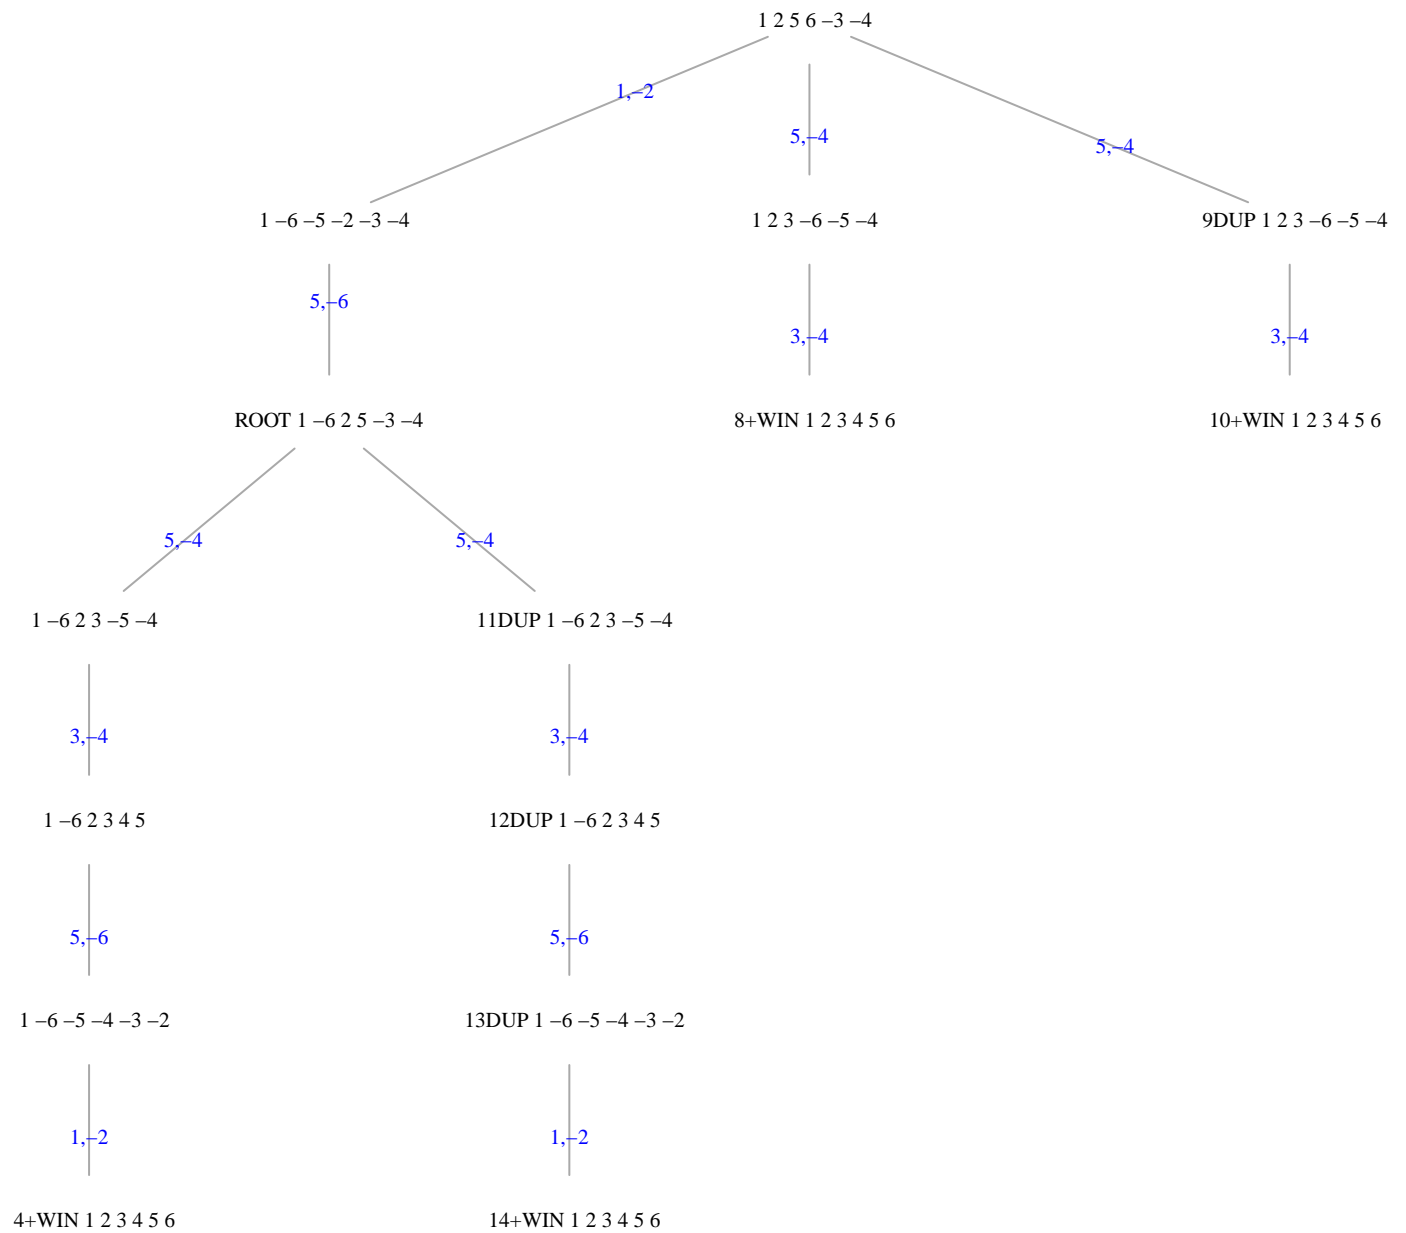 1 2 5 6 –3 –4
1,–2
5,–4
5,–4
1 –6 –5 –2 –3 –4
1 2 3 –6 –5 –4
9DUP 1 2 3 –6 –5 –4
5,–6
3,–4
3,–4
ROOT 1 –6 2 5 –3 –4
8+WIN 1 2 3 4 5 6
10+WIN 1 2 3 4 5 6
5,–4
5,–4
1 –6 2 3 –5 –4
11DUP 1 –6 2 3 –5 –4
3,–4
3,–4
1 –6 2 3 4 5
12DUP 1 –6 2 3 4 5
5,–6
5,–6
1 –6 –5 –4 –3 –2
13DUP 1 –6 –5 –4 –3 –2
1,–2
1,–2
4+WIN 1 2 3 4 5 6
14+WIN 1 2 3 4 5 6